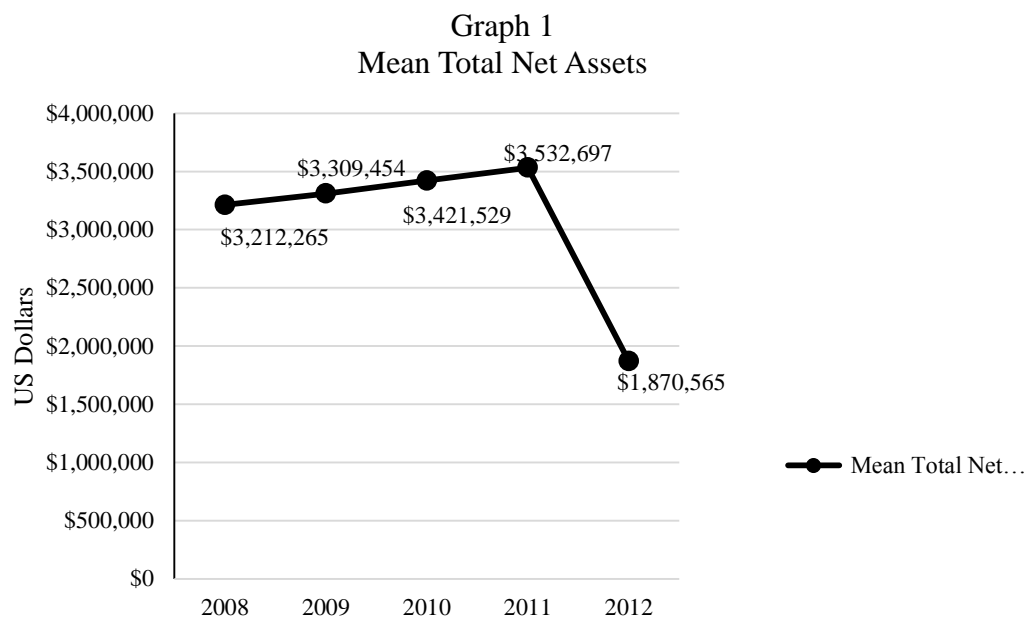 Graph 1
Mean Total Net Assets
US Dollars
$4,000,000
$3,500,000
$3,000,000
$2,500,000
$2,000,000
$1,500,000
$1,000,000
$500,000
$0
$3,212,265
$3,309,454
$3,421,529
$3,532,697
$1,870,565
2008 2009 2010 2011 2012
Mean Total Net…